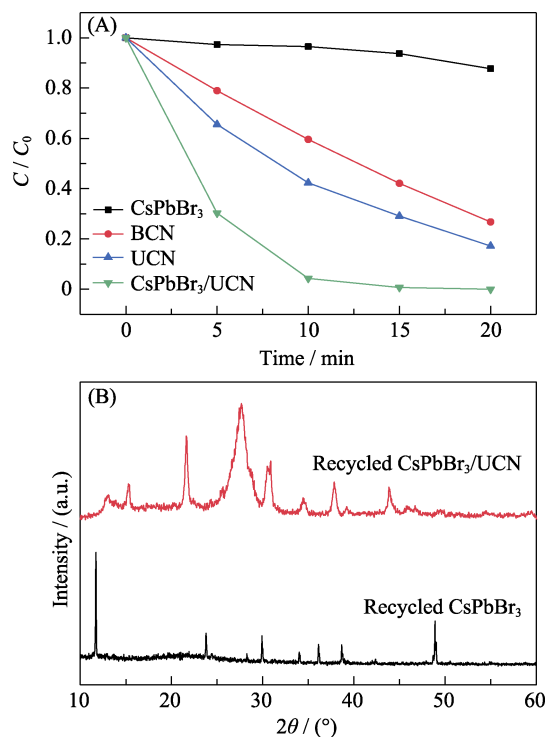 (A)
1.0
0.8
0.6
0.4
0.2
0
C / C₀
CsPbBr₃
BCN
UCN
CsPbBr₃/UCN
0 5 10 15 20
Time / min
(B)
Recycled CsPbBr₃/UCN
Recycled CsPbBr₃
Intensity / (a.u.)
10 20 30 40 50 60
2θ / (°)